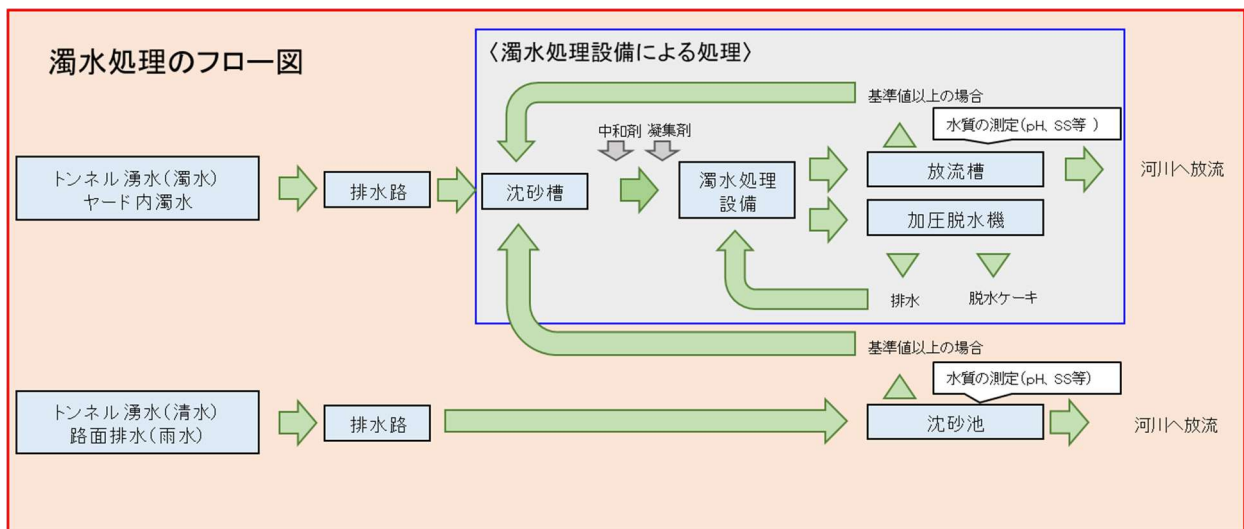 濁水処理のフロー図
〈濁水処理設備による処理〉
基準値以上の場合
水質の測定(pH、SS等 )
中和剤 凝集剤
トンネル湧水(濁水)
ヤード内濁水
排水路
沈砂槽
濁水処理
設備
放流槽
河川へ放流
加圧脱水機
排水
脱水ケーキ
基準値以上の場合
水質の測定(pH、SS等)
トンネル湧水(清水)
路面排水(雨水)
排水路
沈砂池
河川へ放流